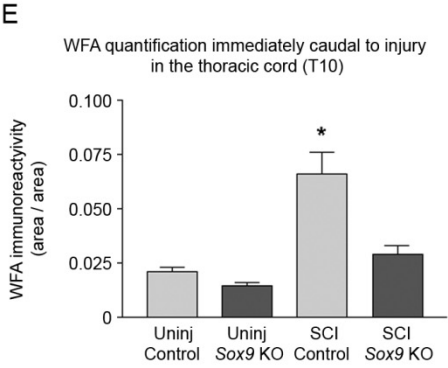 E
WFA quantification immediately caudal to injury
in the thoracic cord (T10)
WFA immunoreactyivity
(area / area)
0.100
0.075
0.050
0.025
0
*
Uninj
Control
Uninj
Sox9 KO
SCI
Control
SCI
Sox9 KO